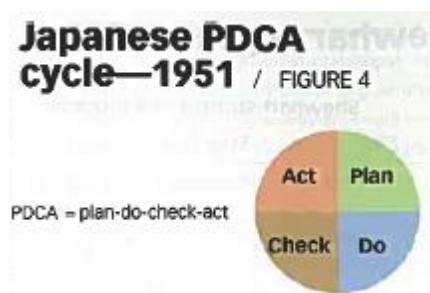 Japanese PDCA
cycle—1951 / FIGURE 4
Act Plan
PDCA = plan-do-check-act
Check Do